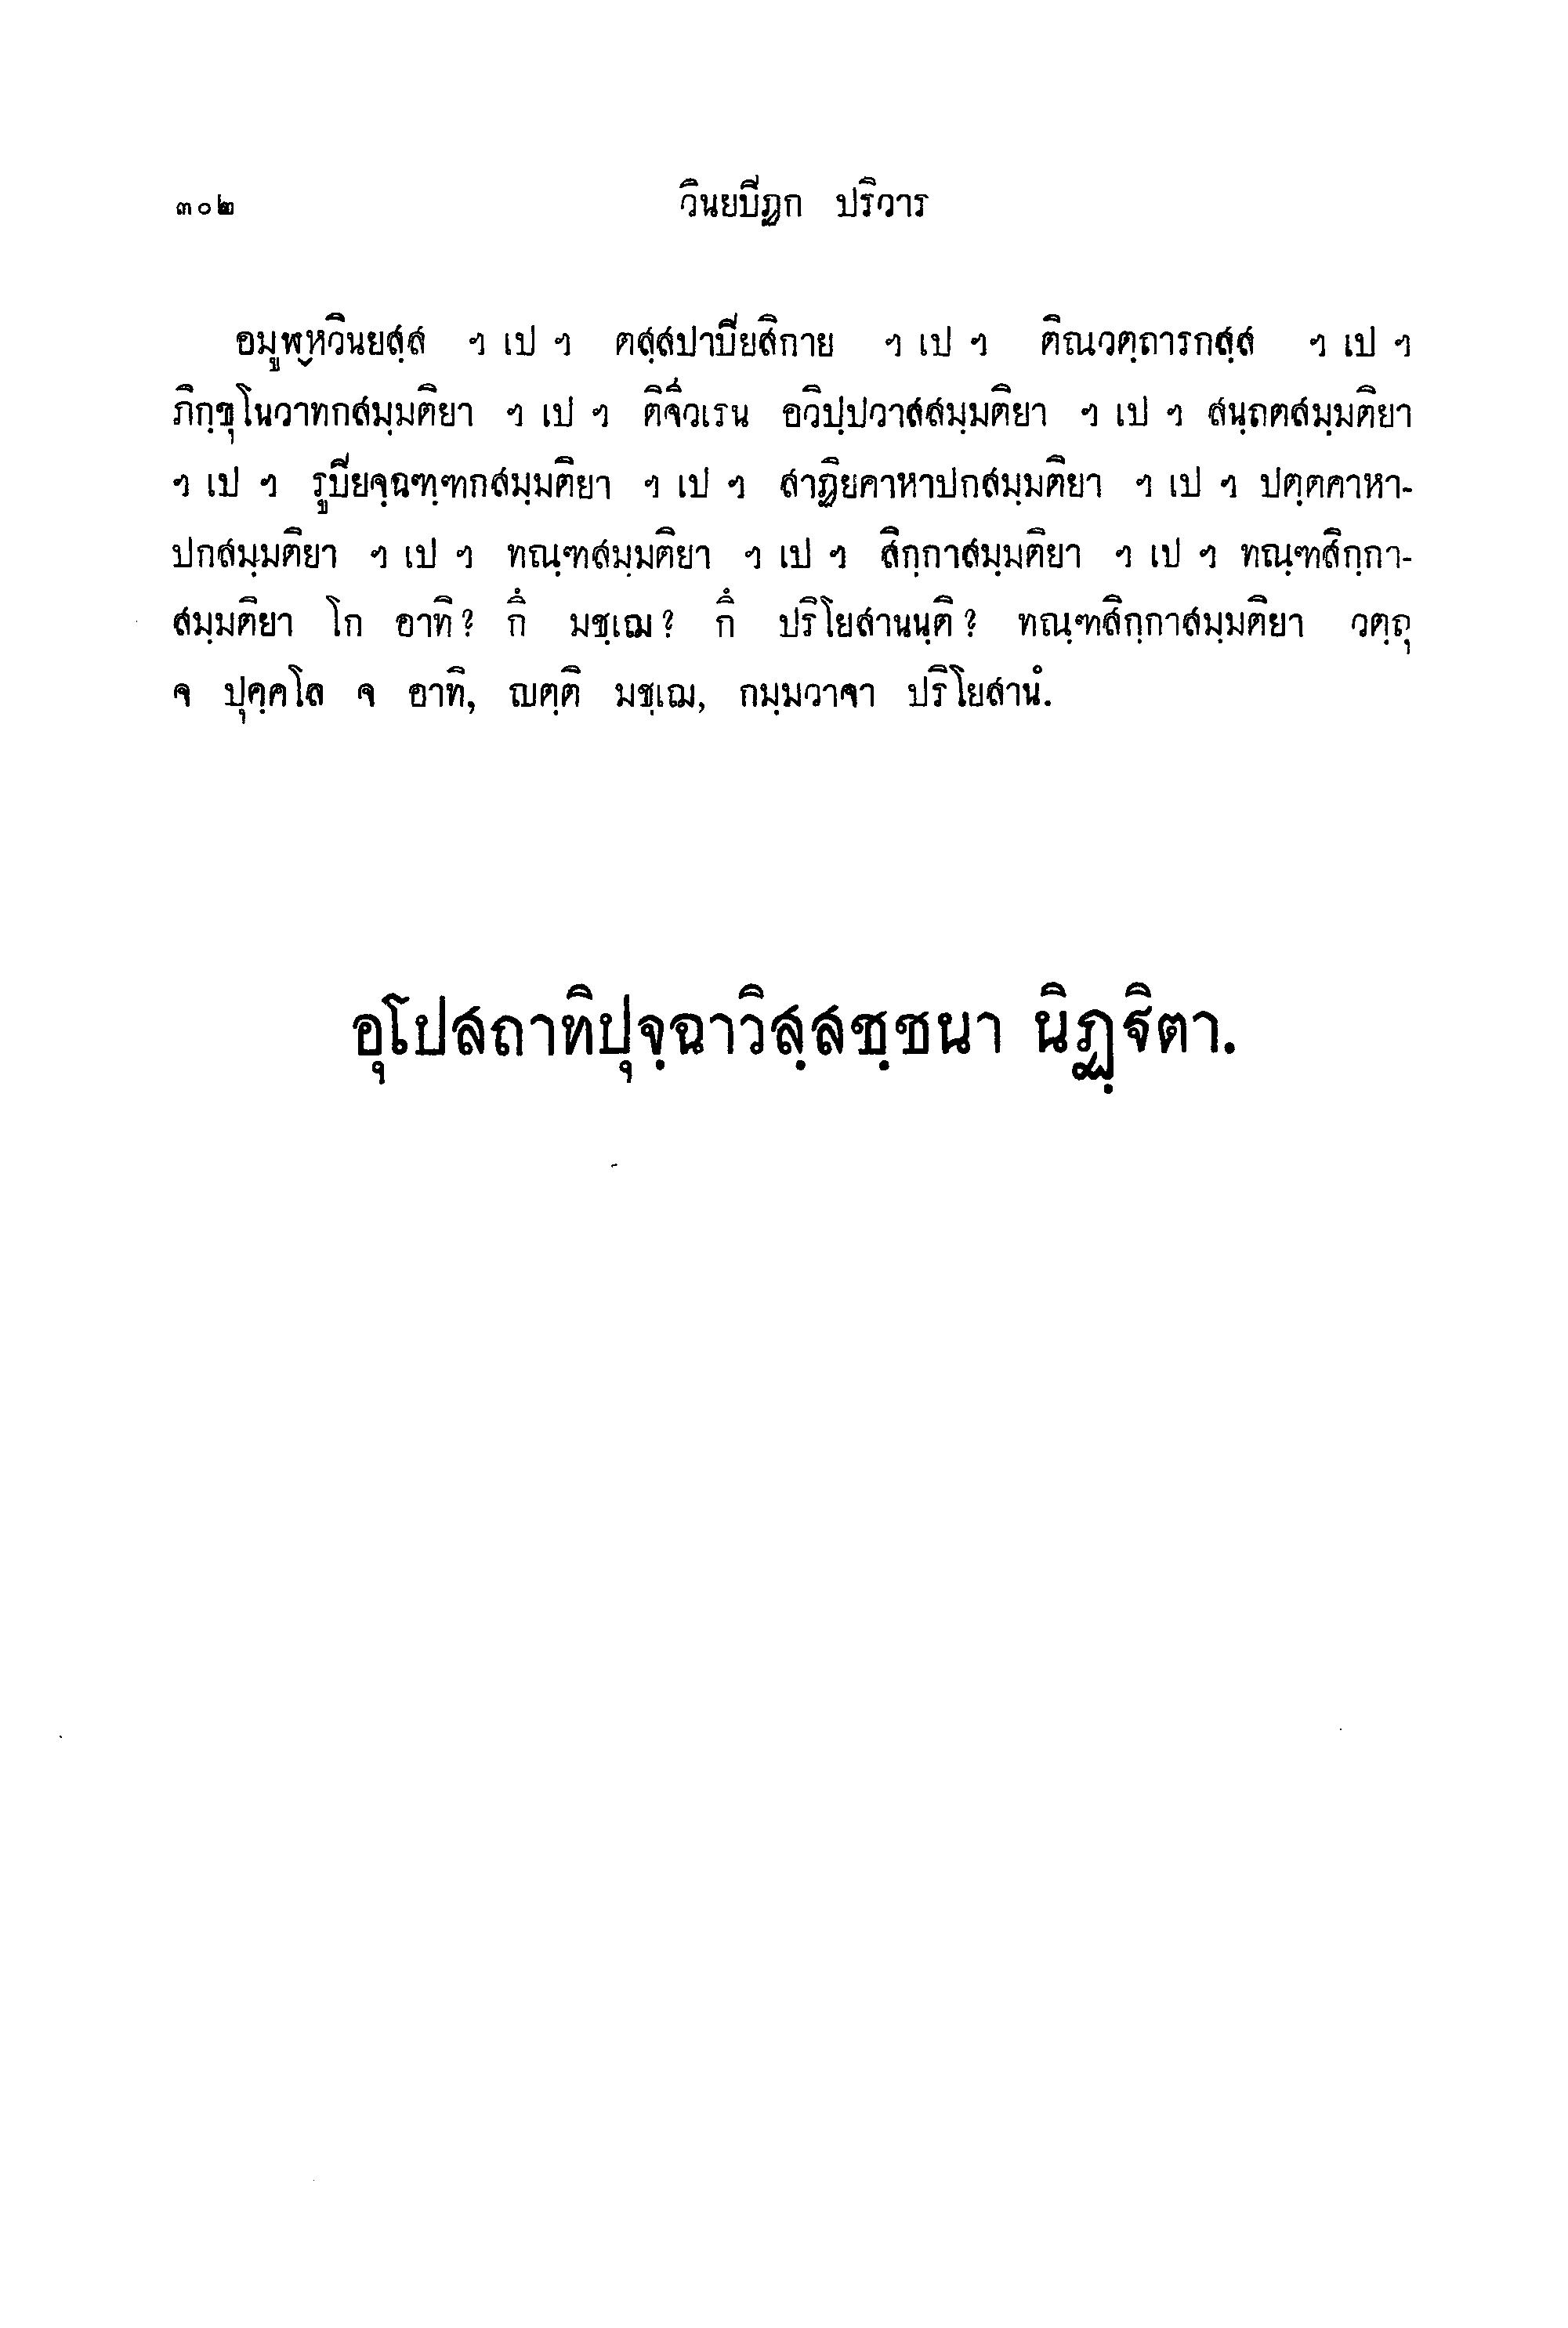 ๓๐๒ วินยปิฏก ปริวาร
อมูฬฺหวินยสฺส ฯ เป ฯ ตสฺสปาปิยสิกาย ฯ เป ฯ ติณวตฺถารกสฺส ฯ เป ฯ
ภิกฺขุโนวาทกสมฺมติยา ฯ เป ฯ ติจีวเรน อวิปฺปวาสสมฺมติยา ฯ เป ฯ สนฺถตสมฺมติยา
ฯ เป ฯ รูปิยจฺฉฑฺฑกสมฺมติยา ฯ เป ฯ สาฏิยคาหาปกสมฺมติยา ฯ เป ฯ ปตฺตคาหา-
ปกสมฺมติยา ฯ เป ฯ ทณฺฑสมฺมติยา ฯ เป ฯ สิกฺกาสมฺมติยา ฯ เป ฯ ทณฺฑสิกฺกา-
สมฺมติยา โก อาทิ? กึ มชฺเฌ? กึ ปริโยสานนฺติ? ทณฺฑสิกฺกาสมฺมติยา วตฺถุ
จ ปุคฺคโล จ อาทิ, ญตฺติ มชฺเฌ, กมฺมวาจา ปริโยสานํ.
อุโปสถาทิปุจฺฉาวิสฺสชฺชนา นิฏฺฐิตา.